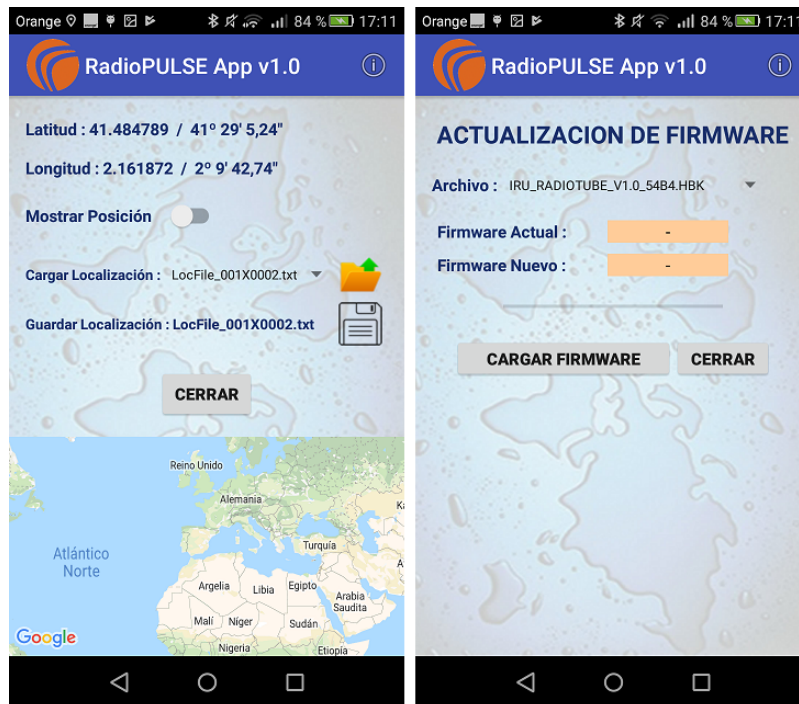 Orange 84 % 17:11
RadioPULSE App v1.0
Latitud : 41.484789 / 41º 29' 5,24"
Longitud : 2.161872 / 2º 9' 42,74"
Mostrar Posición
Cargar Localización : LocFile_001X0002.txt
Guardar Localización : LocFile_001X0002.txt
CERRAR
Reino Unido
Alemania
Atlántico
Norte
Turquía
Argelia
Libia
Egipto
Arabia
Saudita
Malí
Níger
Sudán
Nigeria
Etiopía
Google
Orange 84 % 17:11
RadioPULSE App v1.0
ACTUALIZACION DE FIRMWARE
Archivo : IRU_RADIOTUBE_V1.0_54B4.HBK
Firmware Actual : -
Firmware Nuevo : -
CARGAR FIRMWARE CERRAR